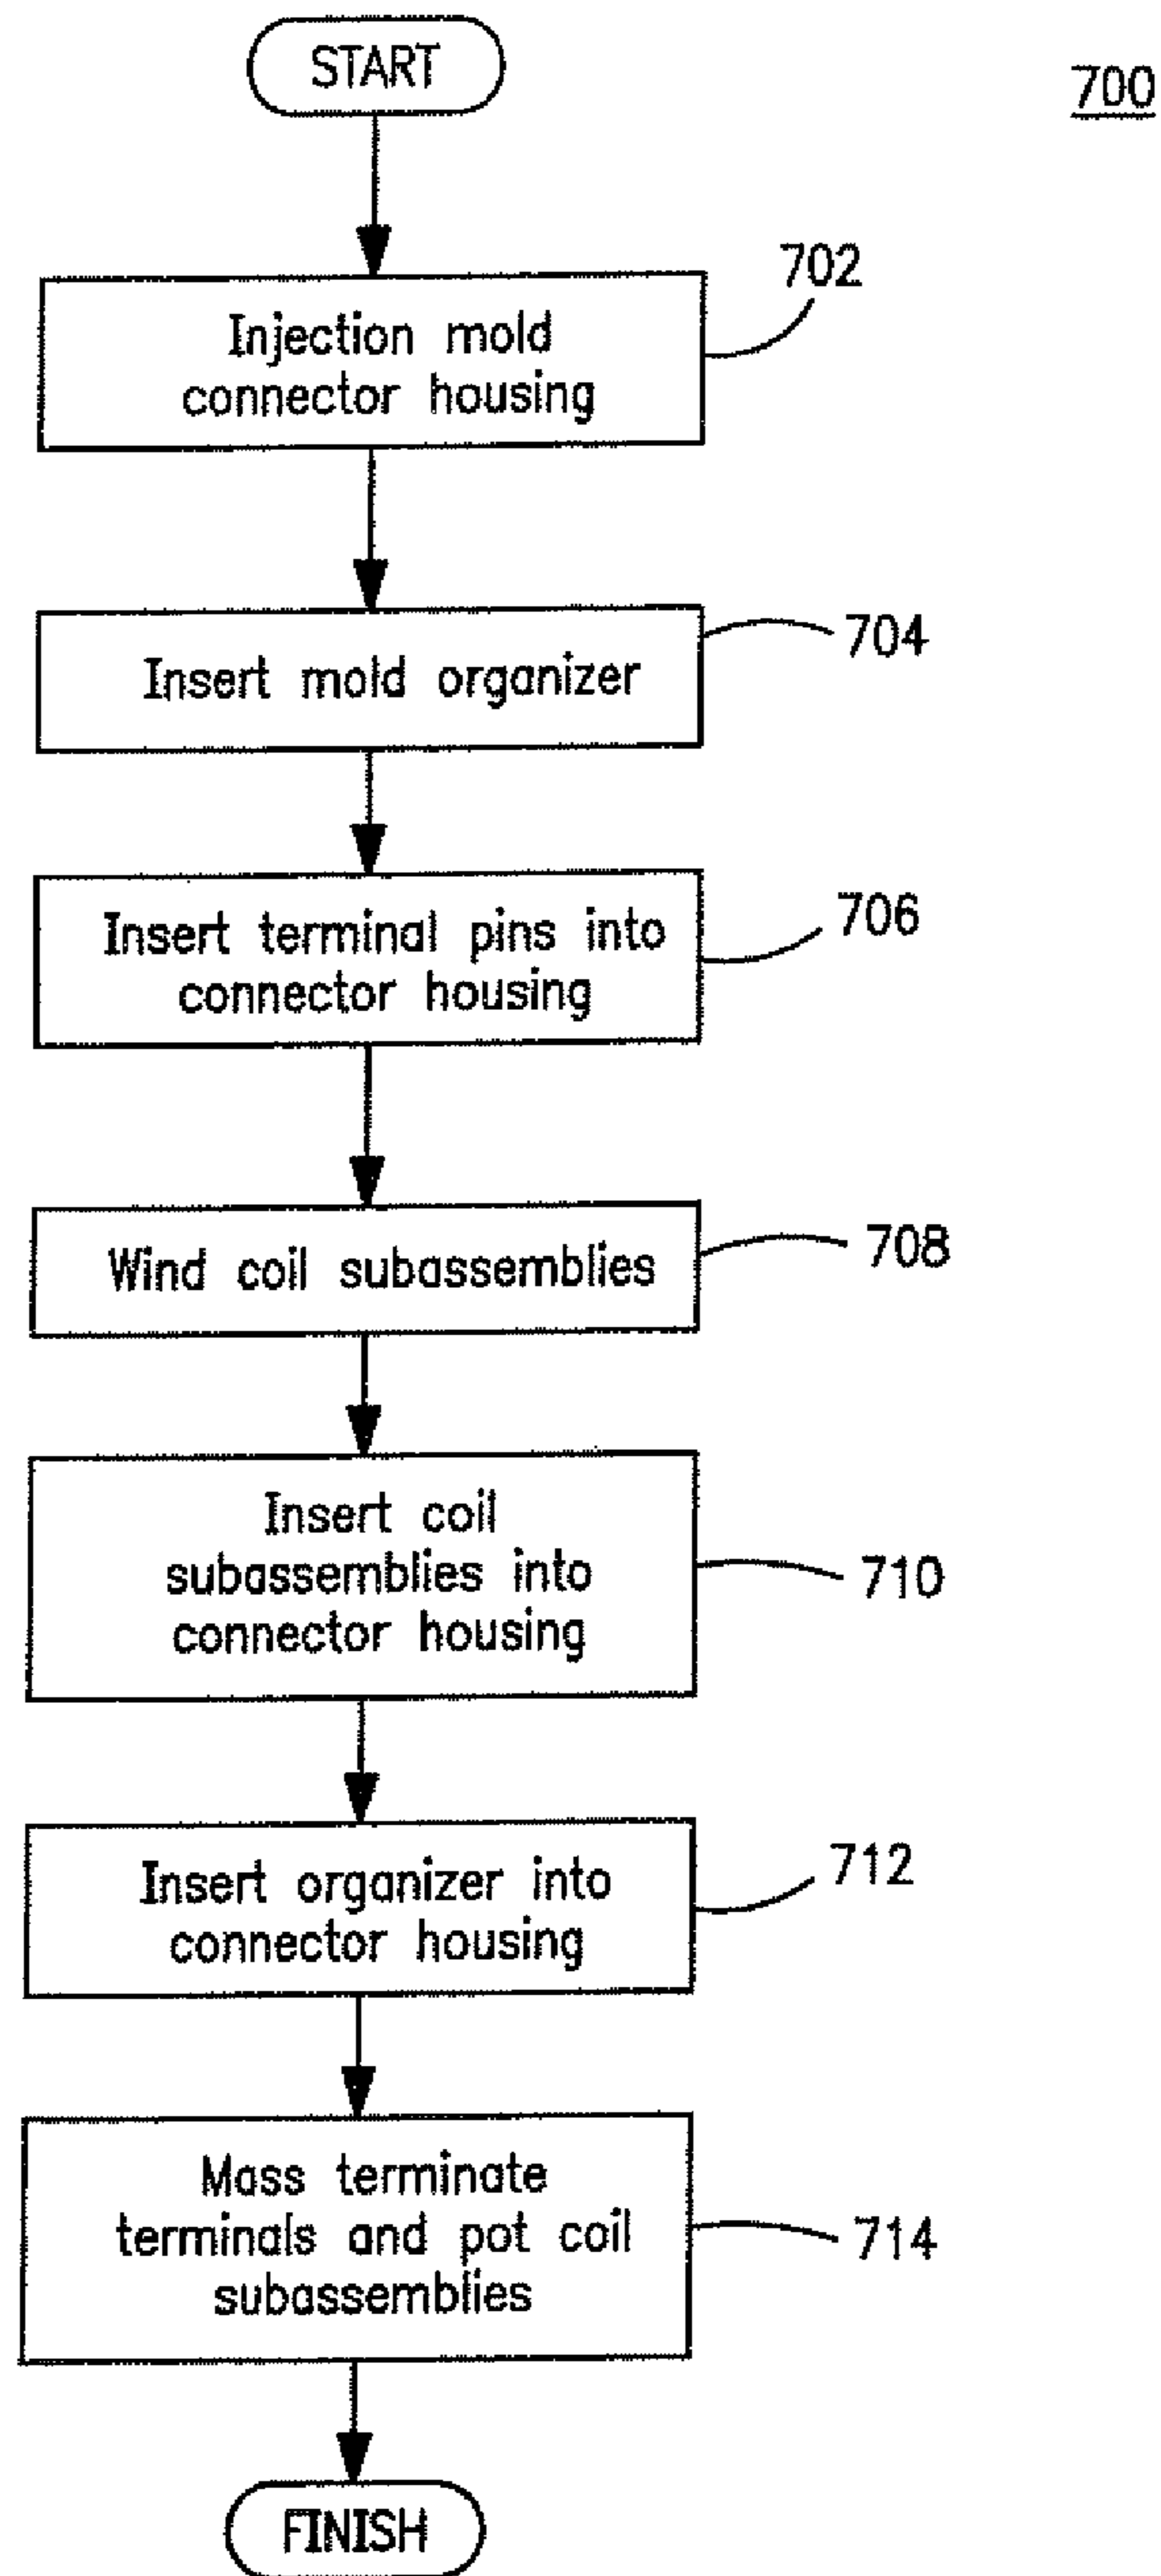 START
700
702
Injection mold
connector housing
704
Insert mold organizer
706
Insert terminal pins into
connector housing
708
Wind coil subassemblies
Insert coil
subassemblies into
connector housing
710
712
Insert organizer into
connector housing
Mass terminate
terminals and pot coil
subassemblies
714
FINISH